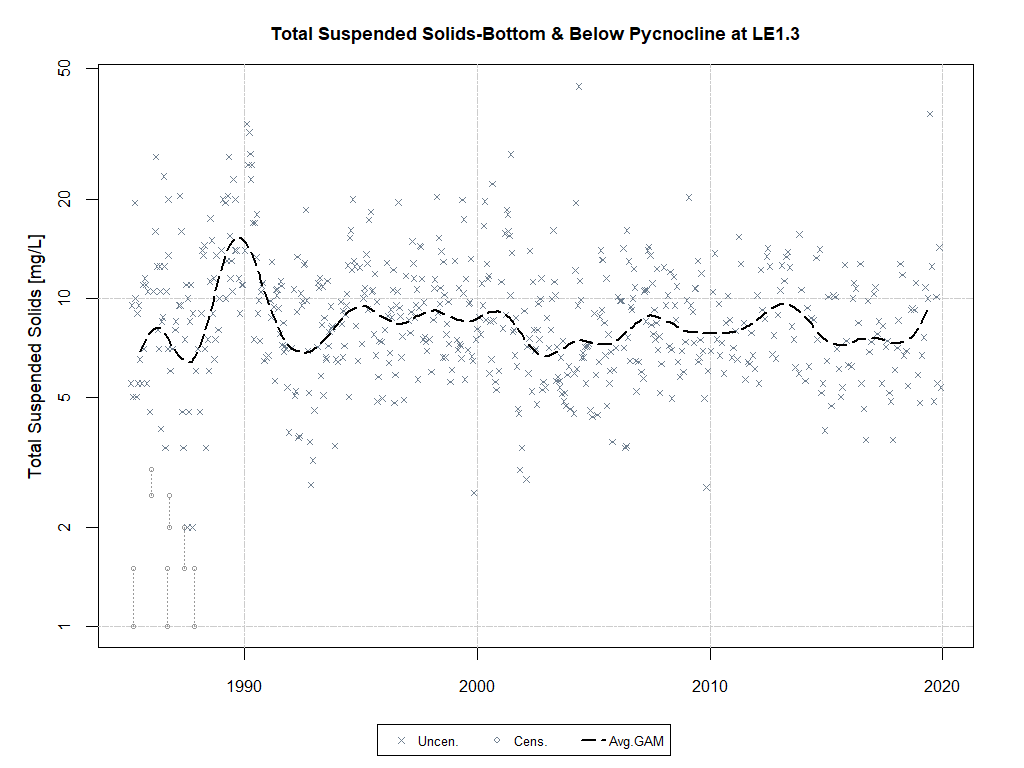 Total Suspended Solids-Bottom & Below Pycnocline at LE1.3
Total Suspended Solids [mg/L]
50
20
10
5
2
1
1990 2000 2010 2020
Uncen. Cens. Avg.GAM